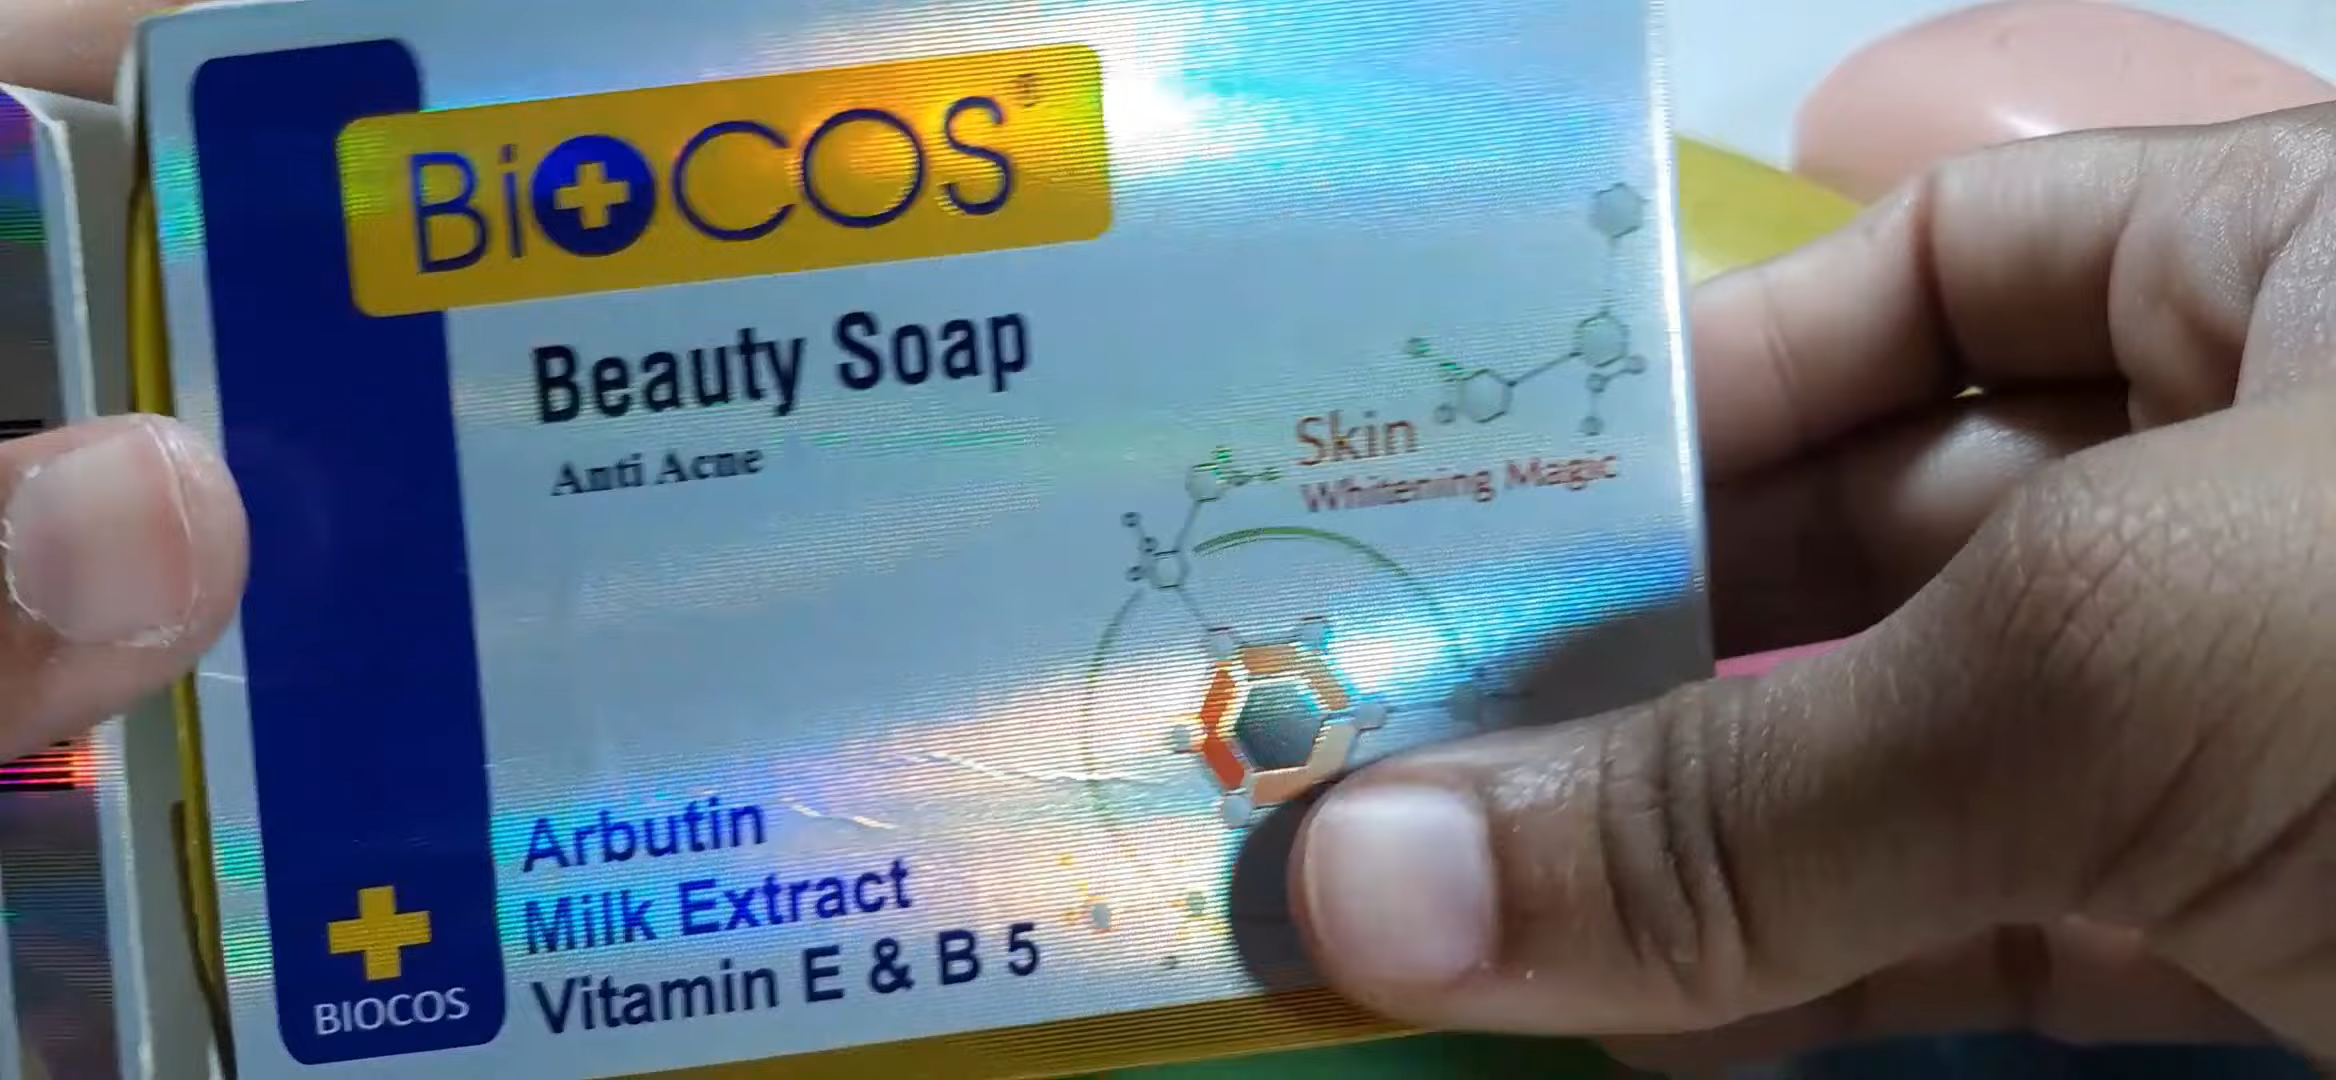 BiOCOS®
Beauty Soap
Anti Acne
Skin
Whitening Magic
Arbutin
Milk Extract
Vitamin E & B 5
BIOCOS